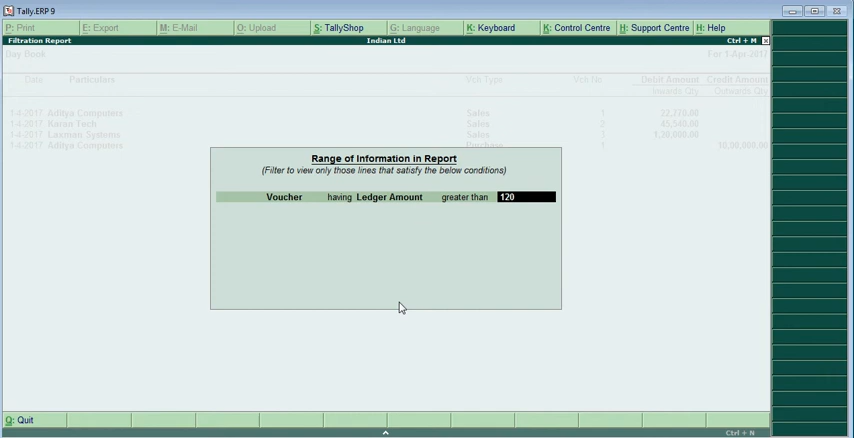 Tally.ERP 9
P: Print E: Export M: E-Mail O: Upload S: TallyShop G: Language K: Keyboard K: Control Centre H: Support Centre H: Help
Filtration Report Indian Ltd Ctrl + M
Day Book For 1-Apr-2017
Date Particulars Vch Type Vch No Debit Amount Credit Amount
Inwards Qty Outwards Qty
1-4-2017 Aditya Computers Sales 1 22,770.00
1-4-2017 Karan Tech Sales 2 45,540.00
1-4-2017 Laxman Systems Sales 3 1,30,000.00
1-4-2017 Aditya Computers Purchase 1 10,00,000.00
Range of Information in Report
(Filter to view only those lines that satisfy the below conditions)
Voucher having Ledger Amount greater than 120
Q: Quit
Ctrl + N